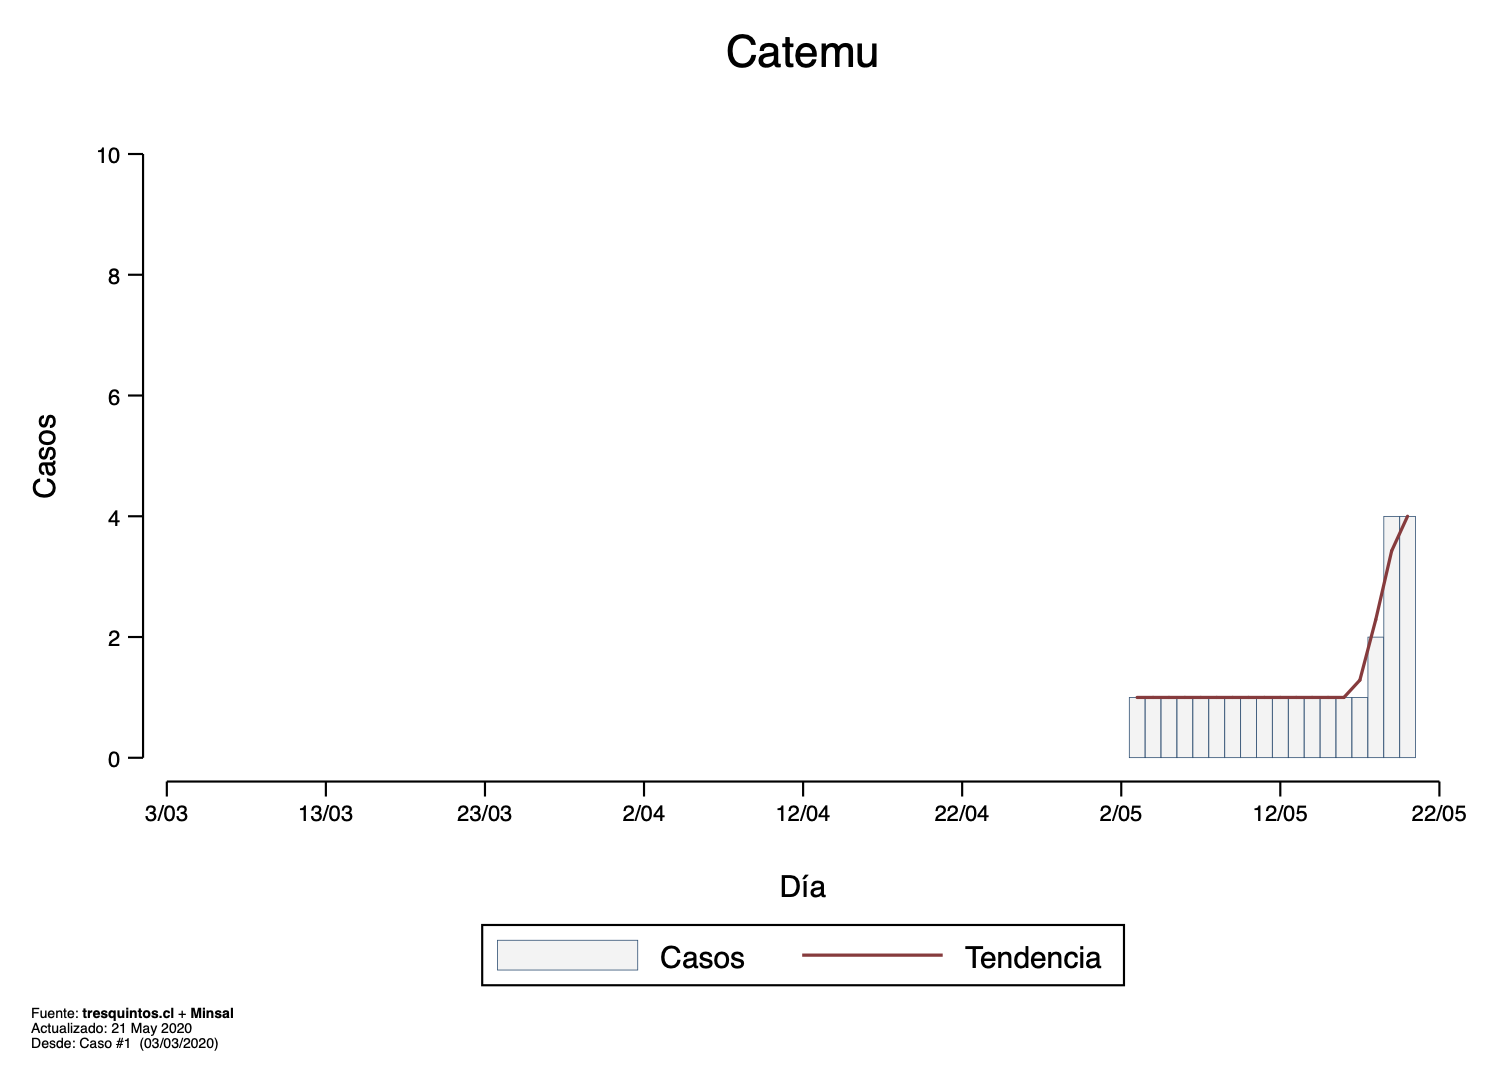 Catemu
10
8
6
4
2
0
Casos
3/03
13/03
23/03
2/04
12/04
22/04
2/05
12/05
22/05
Día
Casos
Tendencia
Fuente: tresquintos.cl + Minsal
Actualizado: 21 May 2020
Desde: Caso #1 (03/03/2020)